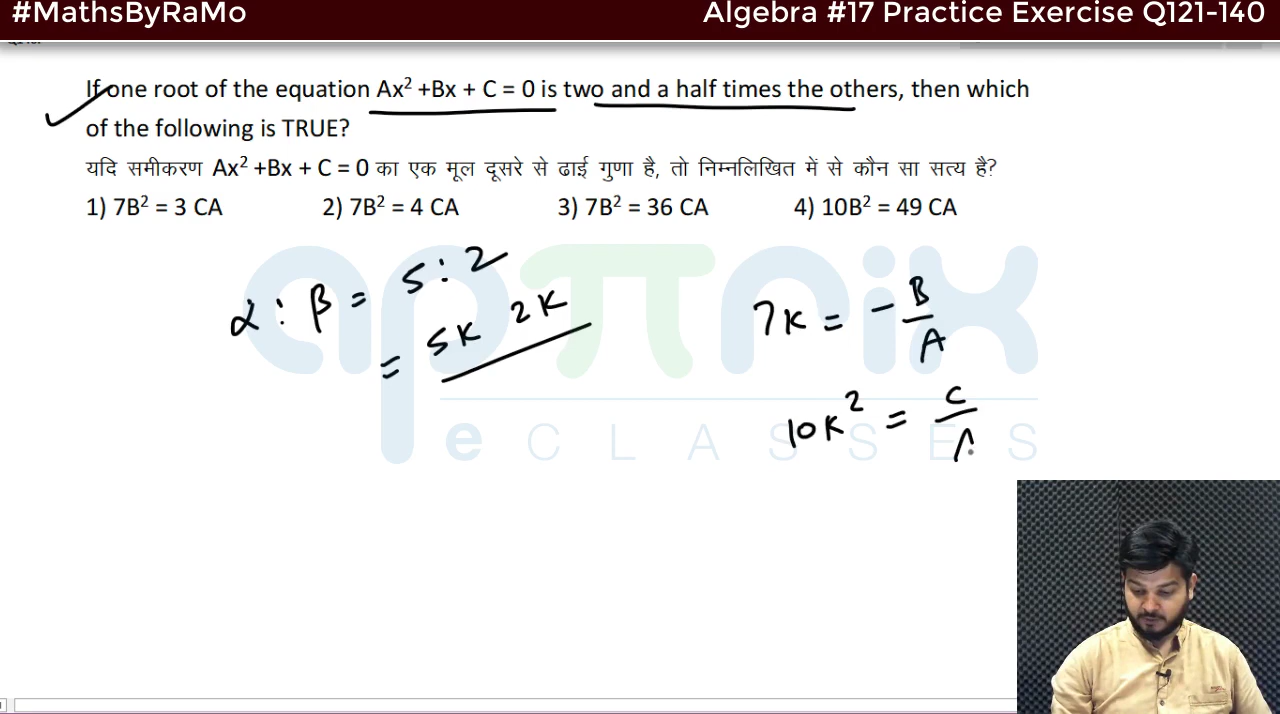 #MathsByRaMo
Algebra #17 Practice Exercise Q121-140
If one root of the equation Ax² +Bx + C = 0 is two and a half times the others, then which
of the following is TRUE?
यदि समीकरण Ax² +Bx + C = 0 का एक मूल दूसरे से ढाई गुणा है, तो निम्नलिखित में से कौन सा सत्य है?
1) 7B² = 3 CA 2) 7B² = 4 CA 3) 7B² = 36 CA 4) 10B² = 49 CA
α : β = 5 : 2
= 5K 2K
7K = - B/A
10K² = C/A
apπnix
e CLASSES